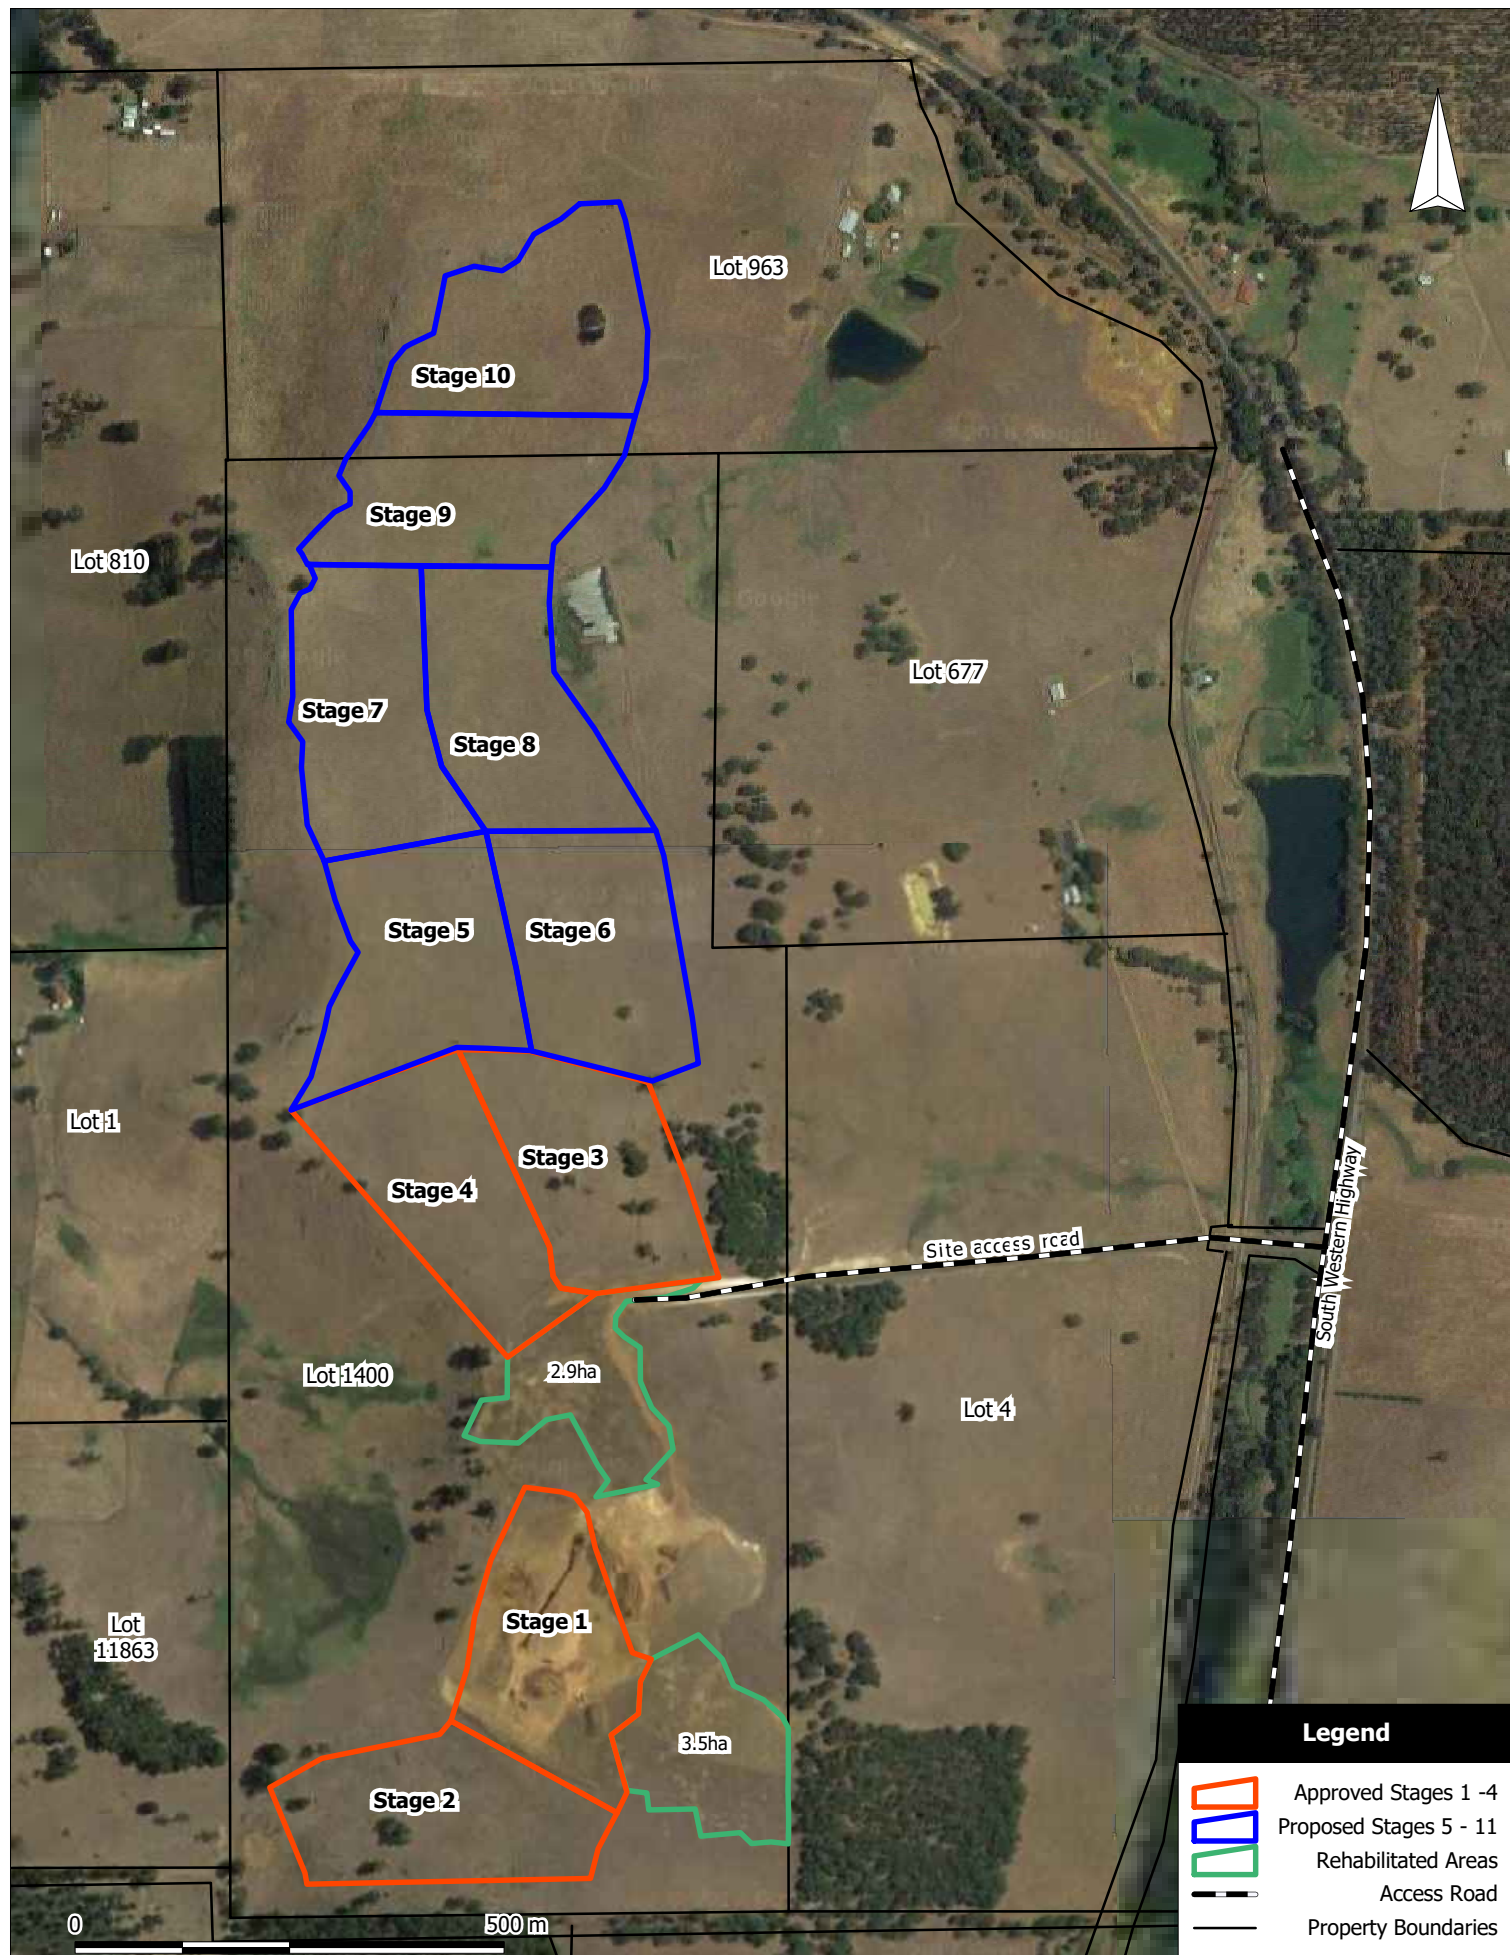 Lot 963
Stage 10
Stage 9
Lot 810
Lot 677
Stage 7
Stage 8
Stage 5
Stage 6
Lot 1
Stage 3
Stage 4
Site access road
South Western Highway
Lot 1400
2.9ha
Lot 4
Stage 1
Lot
11863
3.5ha
Stage 2
Legend
Approved Stages 1 -4
Proposed Stages 5 - 11
Rehabilitated Areas
Access Road
Property Boundaries
0
500 m